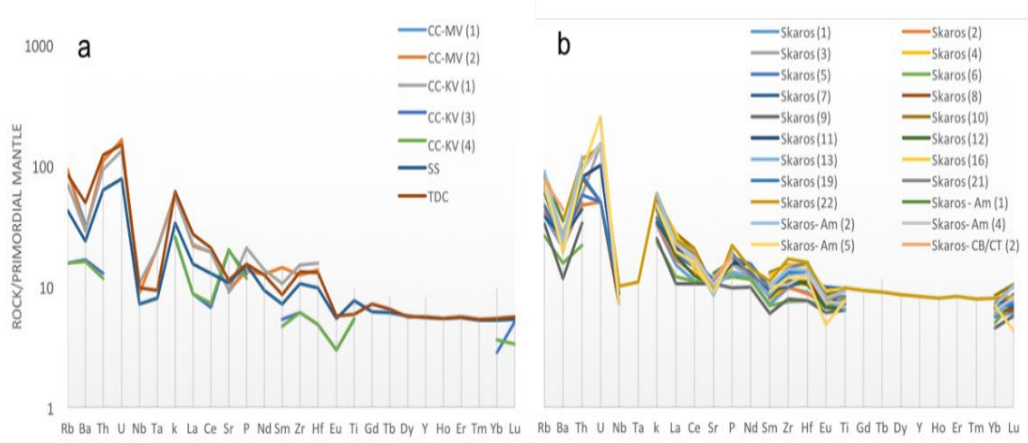 a
1000
100
10
1
ROCK/PRIMORDIAL MANTLE
CC-MV (1)
CC-MV (2)
CC-KV (1)
CC-KV (3)
CC-KV (4)
SS
TDC
Rb Ba Th U Nb Ta k La Ce Sr P Nd Sm Zr Hf Eu Ti Gd Tb Dy Y Ho Er Tm Yb Lu
b
Skaros (1) Skaros (2)
Skaros (3) Skaros (4)
Skaros (5) Skaros (6)
Skaros (7) Skaros (8)
Skaros (9) Skaros (10)
Skaros (11) Skaros (12)
Skaros (13) Skaros (16)
Skaros (19) Skaros (21)
Skaros (22) Skaros- Am (1)
Skaros- Am (2) Skaros- Am (4)
Skaros- Am (5) Skaros-CB/CT (2)
Rb Ba Th U Nb Ta k La Ce Sr P Nd Sm Zr Hf Eu Ti Gd Tb Dy Y Ho Er Tm Yb Lu